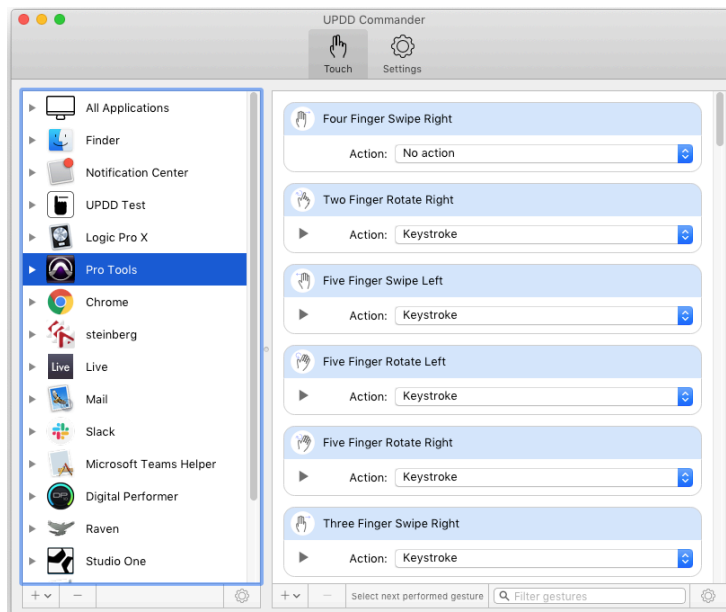 UPDD Commander
Touch
Settings
All Applications
Finder
Notification Center
UPDD Test
Logic Pro X
Pro Tools
Chrome
steinberg
Live
Live
Mail
Slack
Microsoft Teams Helper
Digital Performer
DP
Raven
Studio One
Four Finger Swipe Right
Action: No action
Two Finger Rotate Right
Action: Keystroke
Five Finger Swipe Left
Action: Keystroke
Five Finger Rotate Left
Action: Keystroke
Five Finger Rotate Right
Action: Keystroke
Three Finger Swipe Right
Action: Keystroke
Select next performed gesture
Filter gestures